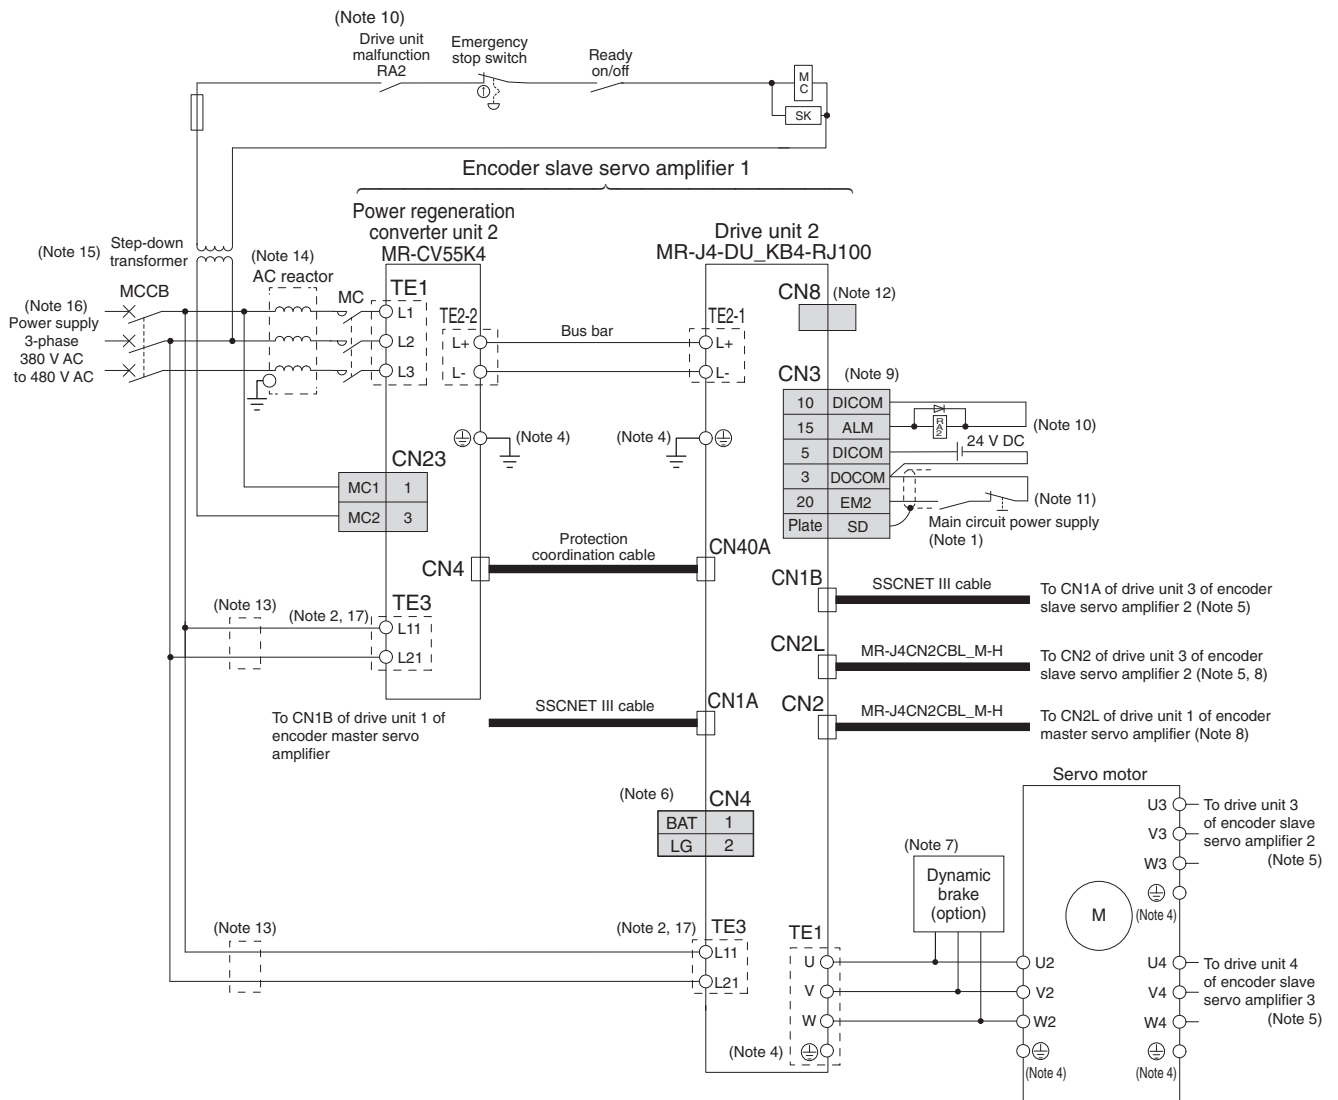 (Note 10)
Drive unit
malfunction
RA2
Emergency
stop switch
Ready
on/off
MC
SK
Encoder slave servo amplifier 1
Power regeneration
converter unit 2
MR-CV55K4
Drive unit 2
MR-J4-DU_KB4-RJ100
(Note 15)
Step-down
transformer
(Note 14)
AC reactor
MCCB
MC
(Note 16)
Power supply
3-phase
380 V AC
to 480 V AC
TE1
L1
L2
L3
TE2-2
L+
L-
Bus bar
TE2-1
L+
L-
CN8
(Note 12)
CN3
(Note 9)
10 DICOM
15 ALM
5 DICOM
3 DOCOM
20 EM2
Plate SD
RA2
(Note 10)
24 V DC
(Note 11)
Main circuit power supply
(Note 1)
(Note 4)
(Note 4)
CN23
MC1 1
MC2 3
CN4
Protection
coordination cable
CN40A
CN1B
SSCNET III cable
To CN1A of drive unit 3 of encoder
slave servo amplifier 2 (Note 5)
(Note 13)
(Note 2, 17)
TE3
L11
L21
CN2L
MR-J4CN2CBL_M-H
To CN2 of drive unit 3 of encoder
slave servo amplifier 2 (Note 5, 8)
To CN1B of drive unit 1 of
encoder master servo
amplifier
SSCNET III cable
CN1A
CN2
MR-J4CN2CBL_M-H
To CN2L of drive unit 1 of encoder
master servo amplifier (Note 8)
(Note 6)
CN4
BAT 1
LG 2
Servo motor
U3
V3
W3
(Note 4)
To drive unit 3
of encoder slave
servo amplifier 2
(Note 5)
(Note 7)
Dynamic
brake
(option)
M
(Note 13)
(Note 2, 17)
TE3
L11
L21
TE1
U
V
W
(Note 4)
U2
V2
W2
(Note 4)
U4
V4
W4
(Note 4)
To drive unit 4
of encoder slave
servo amplifier 3
(Note 5)